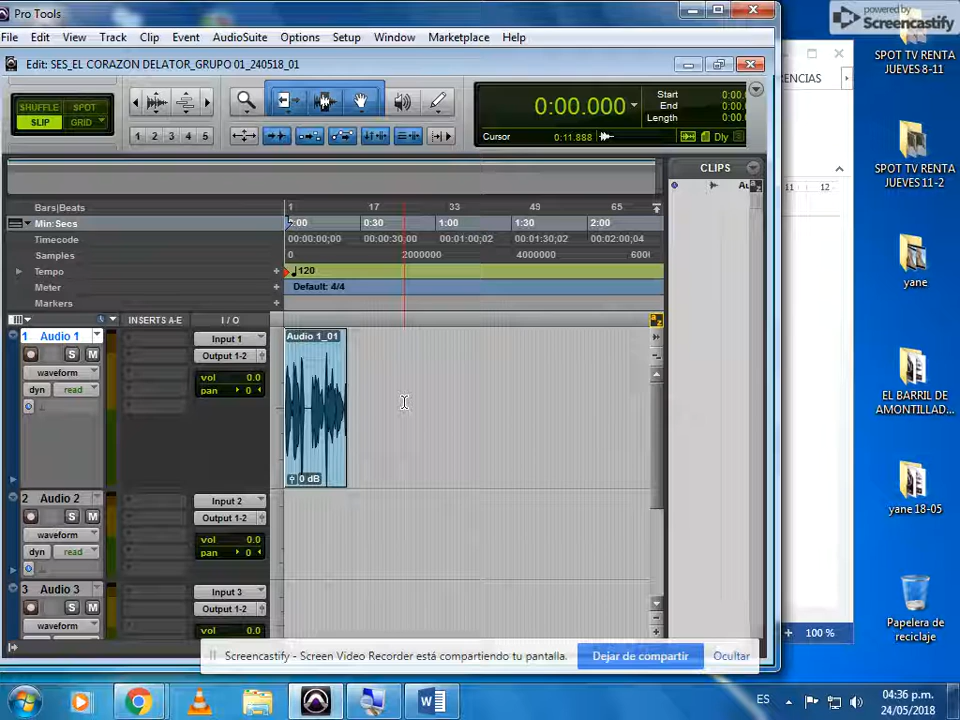 Pro Tools
File Edit View Track Clip Event AudioSuite Options Setup Window Marketplace Help
Edit: SES_EL CORAZON DELATOR_GRUPO 01_240518_01
SHUFFLE SPOT
SLIP GRID
1 2 3 4 5
0:00.000
Start 0:00.
End 0:00.
Length 0:00.
Cursor 0:11.888 Dly
CLIPS
Bars|Beats 1 17 33 49 65
Min:Secs 0:00 0:30 1:00 1:30 2:00
Timecode 00:00:00;00 00:00:30;00 00:01:00;02 00:01:30;02 00:02:00;04
Samples 0 2000000 4000000 6000
Tempo 120
Meter Default: 4/4
Markers
INSERTS A-E I / O
1 Audio 1
S M
waveform
dyn read
Input 1
Output 1-2
vol 0.0
pan 0
Audio 1_01
0 dB
2 Audio 2
S M
waveform
dyn read
Input 2
Output 1-2
vol 0.0
pan 0
3 Audio 3
S M
waveform
Input 3
Output 1-2
vol 0.0
Screencastify - Screen Video Recorder está compartiendo tu pantalla. Dejar de compartir Ocultar
ENCIAS
11 12
100 %
powered by
Screencastify
SPOT TV RENTA
JUEVES 8-11
SPOT TV RENTA
JUEVES 11-2
yane
EL BARRIL DE
AMONTILLAD...
yane 18-05
Papelera de
reciclaje
ES
04:36 p.m.
24/05/2018